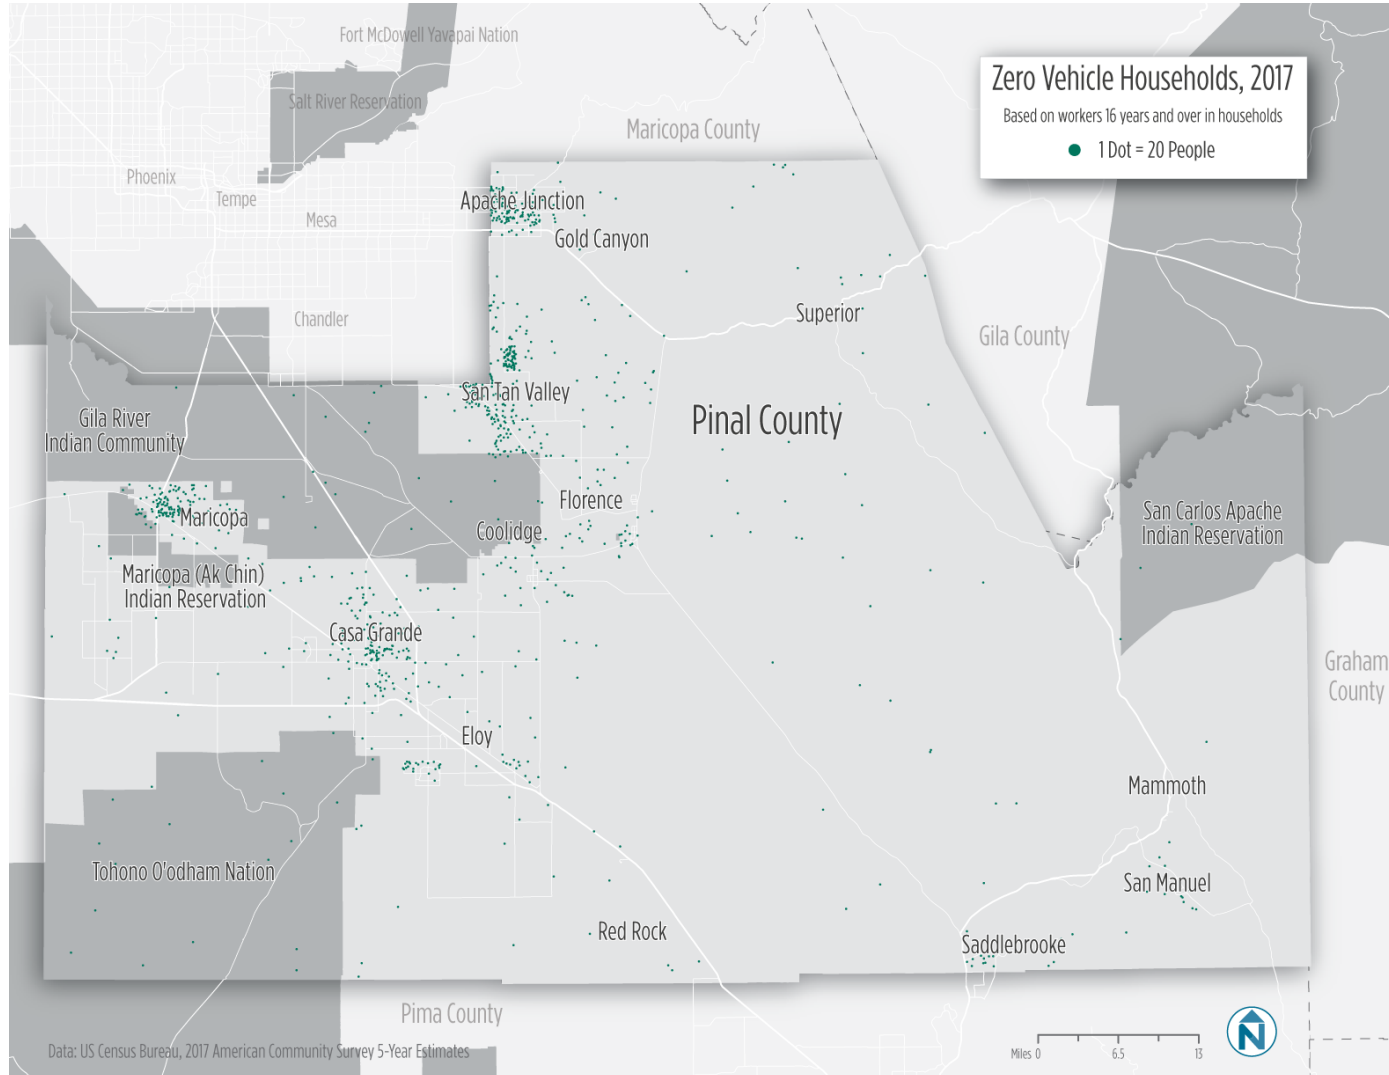 Fort McDowell Yavapai Nation
Zero Vehicle Households, 2017
Based on workers 16 years and over in households
1 Dot = 20 People
Salt River Reservation
Maricopa County
Phoenix
Tempe
Mesa
Apache Junction
Gold Canyon
Chandler
Superior
Gila County
San Tan Valley
Pinal County
Gila River
Indian Community
Florence
Maricopa
San Carlos Apache
Indian Reservation
Coolidge
Maricopa (Ak Chin)
Indian Reservation
Casa Grande
Graham
County
Eloy
Mammoth
Tohono O'odham Nation
San Manuel
Red Rock
Saddlebrooke
Pima County
N
Data: US Census Bureau, 2017 American Community Survey 5-Year Estimates
Miles 0 6.5 13